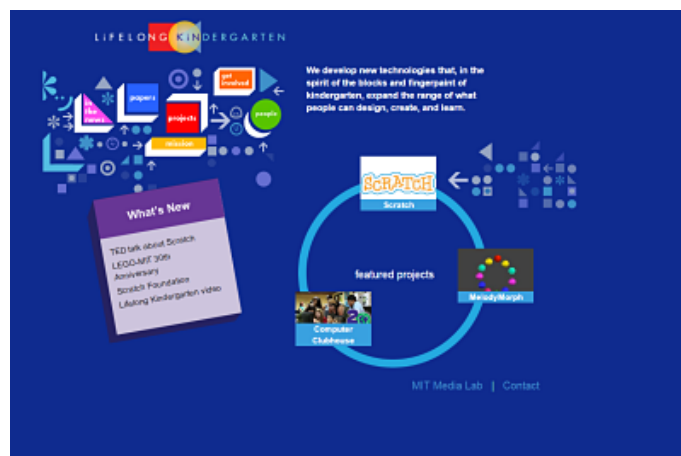 LiFELONG KiNDERGARTEN
We develop new technologies that, in the
spirit of the blocks and fingerpaint of
kindergarten, expand the range of what
people can design, create, and learn.
in
the
news
papers
projects
get
involved
people
mission
What's New
TED talk about Scratch
LEGO-MIT 30th
Anniversary
Scratch Foundation
Lifelong Kindergarten video
SCRATCH
Scratch
featured projects
MelodyMorph
Computer
Clubhouse
MIT Media Lab | Contact